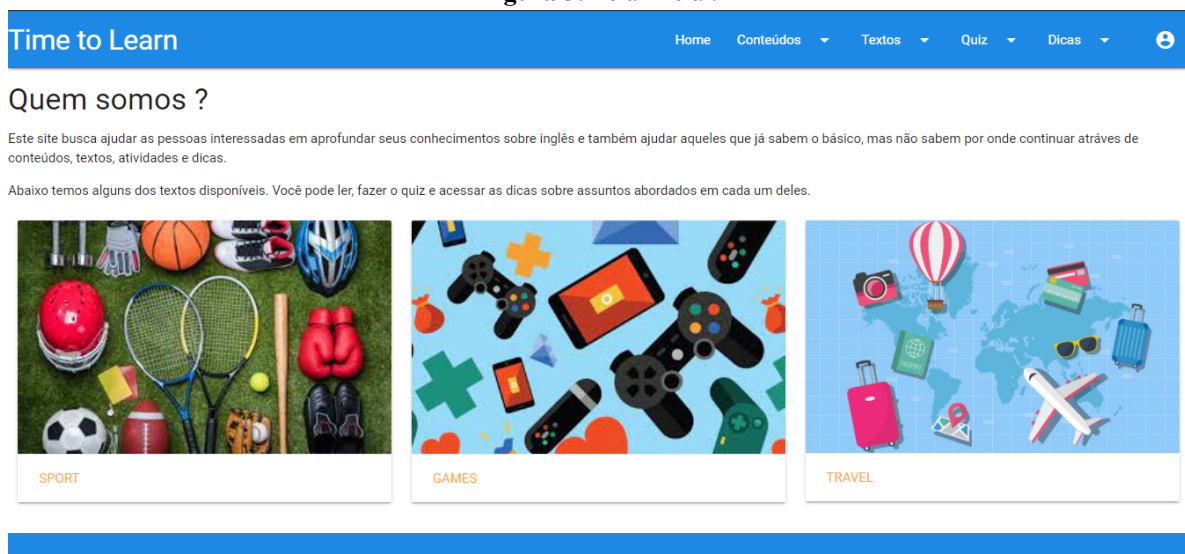 Time to Learn
Home Conteúdos Textos Quiz Dicas
Quem somos ?
Este site busca ajudar as pessoas interessadas em aprofundar seus conhecimentos sobre inglês e também ajudar aqueles que já sabem o básico, mas não sabem por onde continuar atráves de
conteúdos, textos, atividades e dicas.
Abaixo temos alguns dos textos disponíveis. Você pode ler, fazer o quiz e acessar as dicas sobre assuntos abordados em cada um deles.
SPORT GAMES TRAVEL